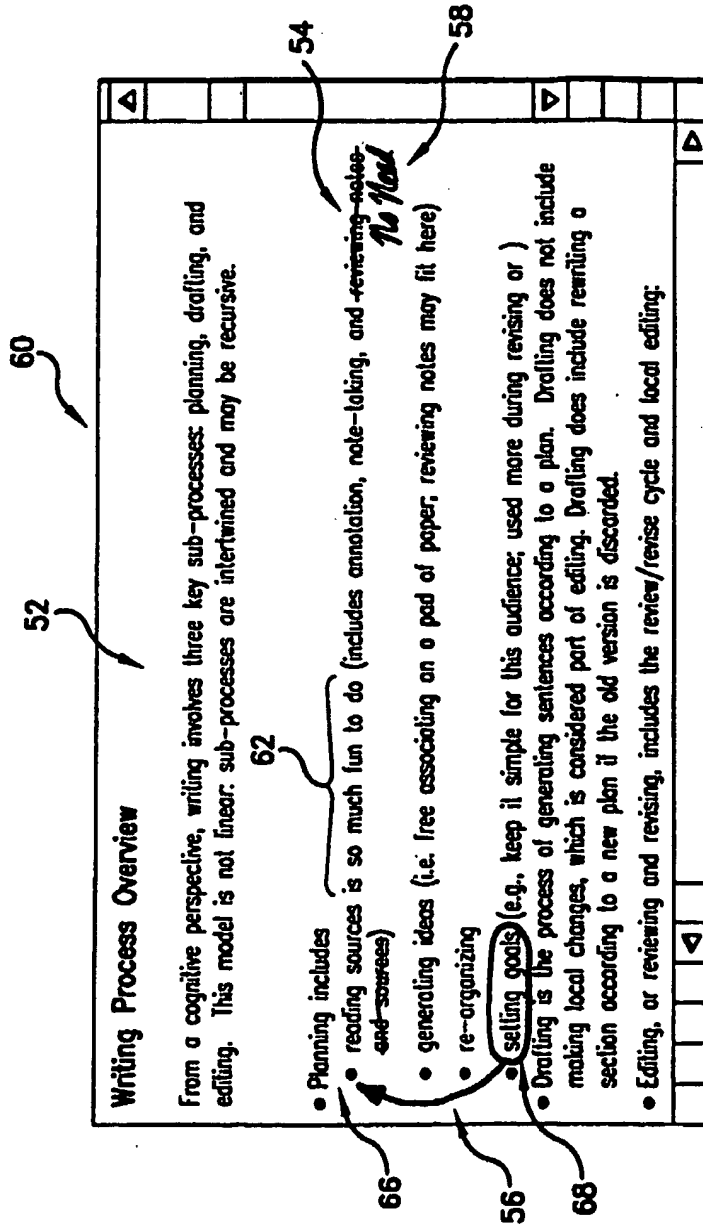 60
52
54
58
Writing Process Overview
From a cognitive perspective, writing involves three key sub-processes: planning, drafting, and
editing. This model is not linear: sub-processes are intertwined and may be recursive.
62
• Planning includes
66
• reading sources is so much fun to do (includes annotation, note-taking, and reviewing notes
and sources)
No Need
• generating ideas (i.e. free associating on a pad of paper; reviewing notes may fit here)
• re-organizing
56
• setting goals (e.g., keep it simple for this audience; used more during revising or )
68
• Drafting is the process of generating sentences according to a plan. Drafting does not include
making local changes, which is considered part of editing. Drafting does include rewriting a
section according to a new plan if the old version is discarded.
• Editing, or reviewing and revising, includes the review/revise cycle and local editing: